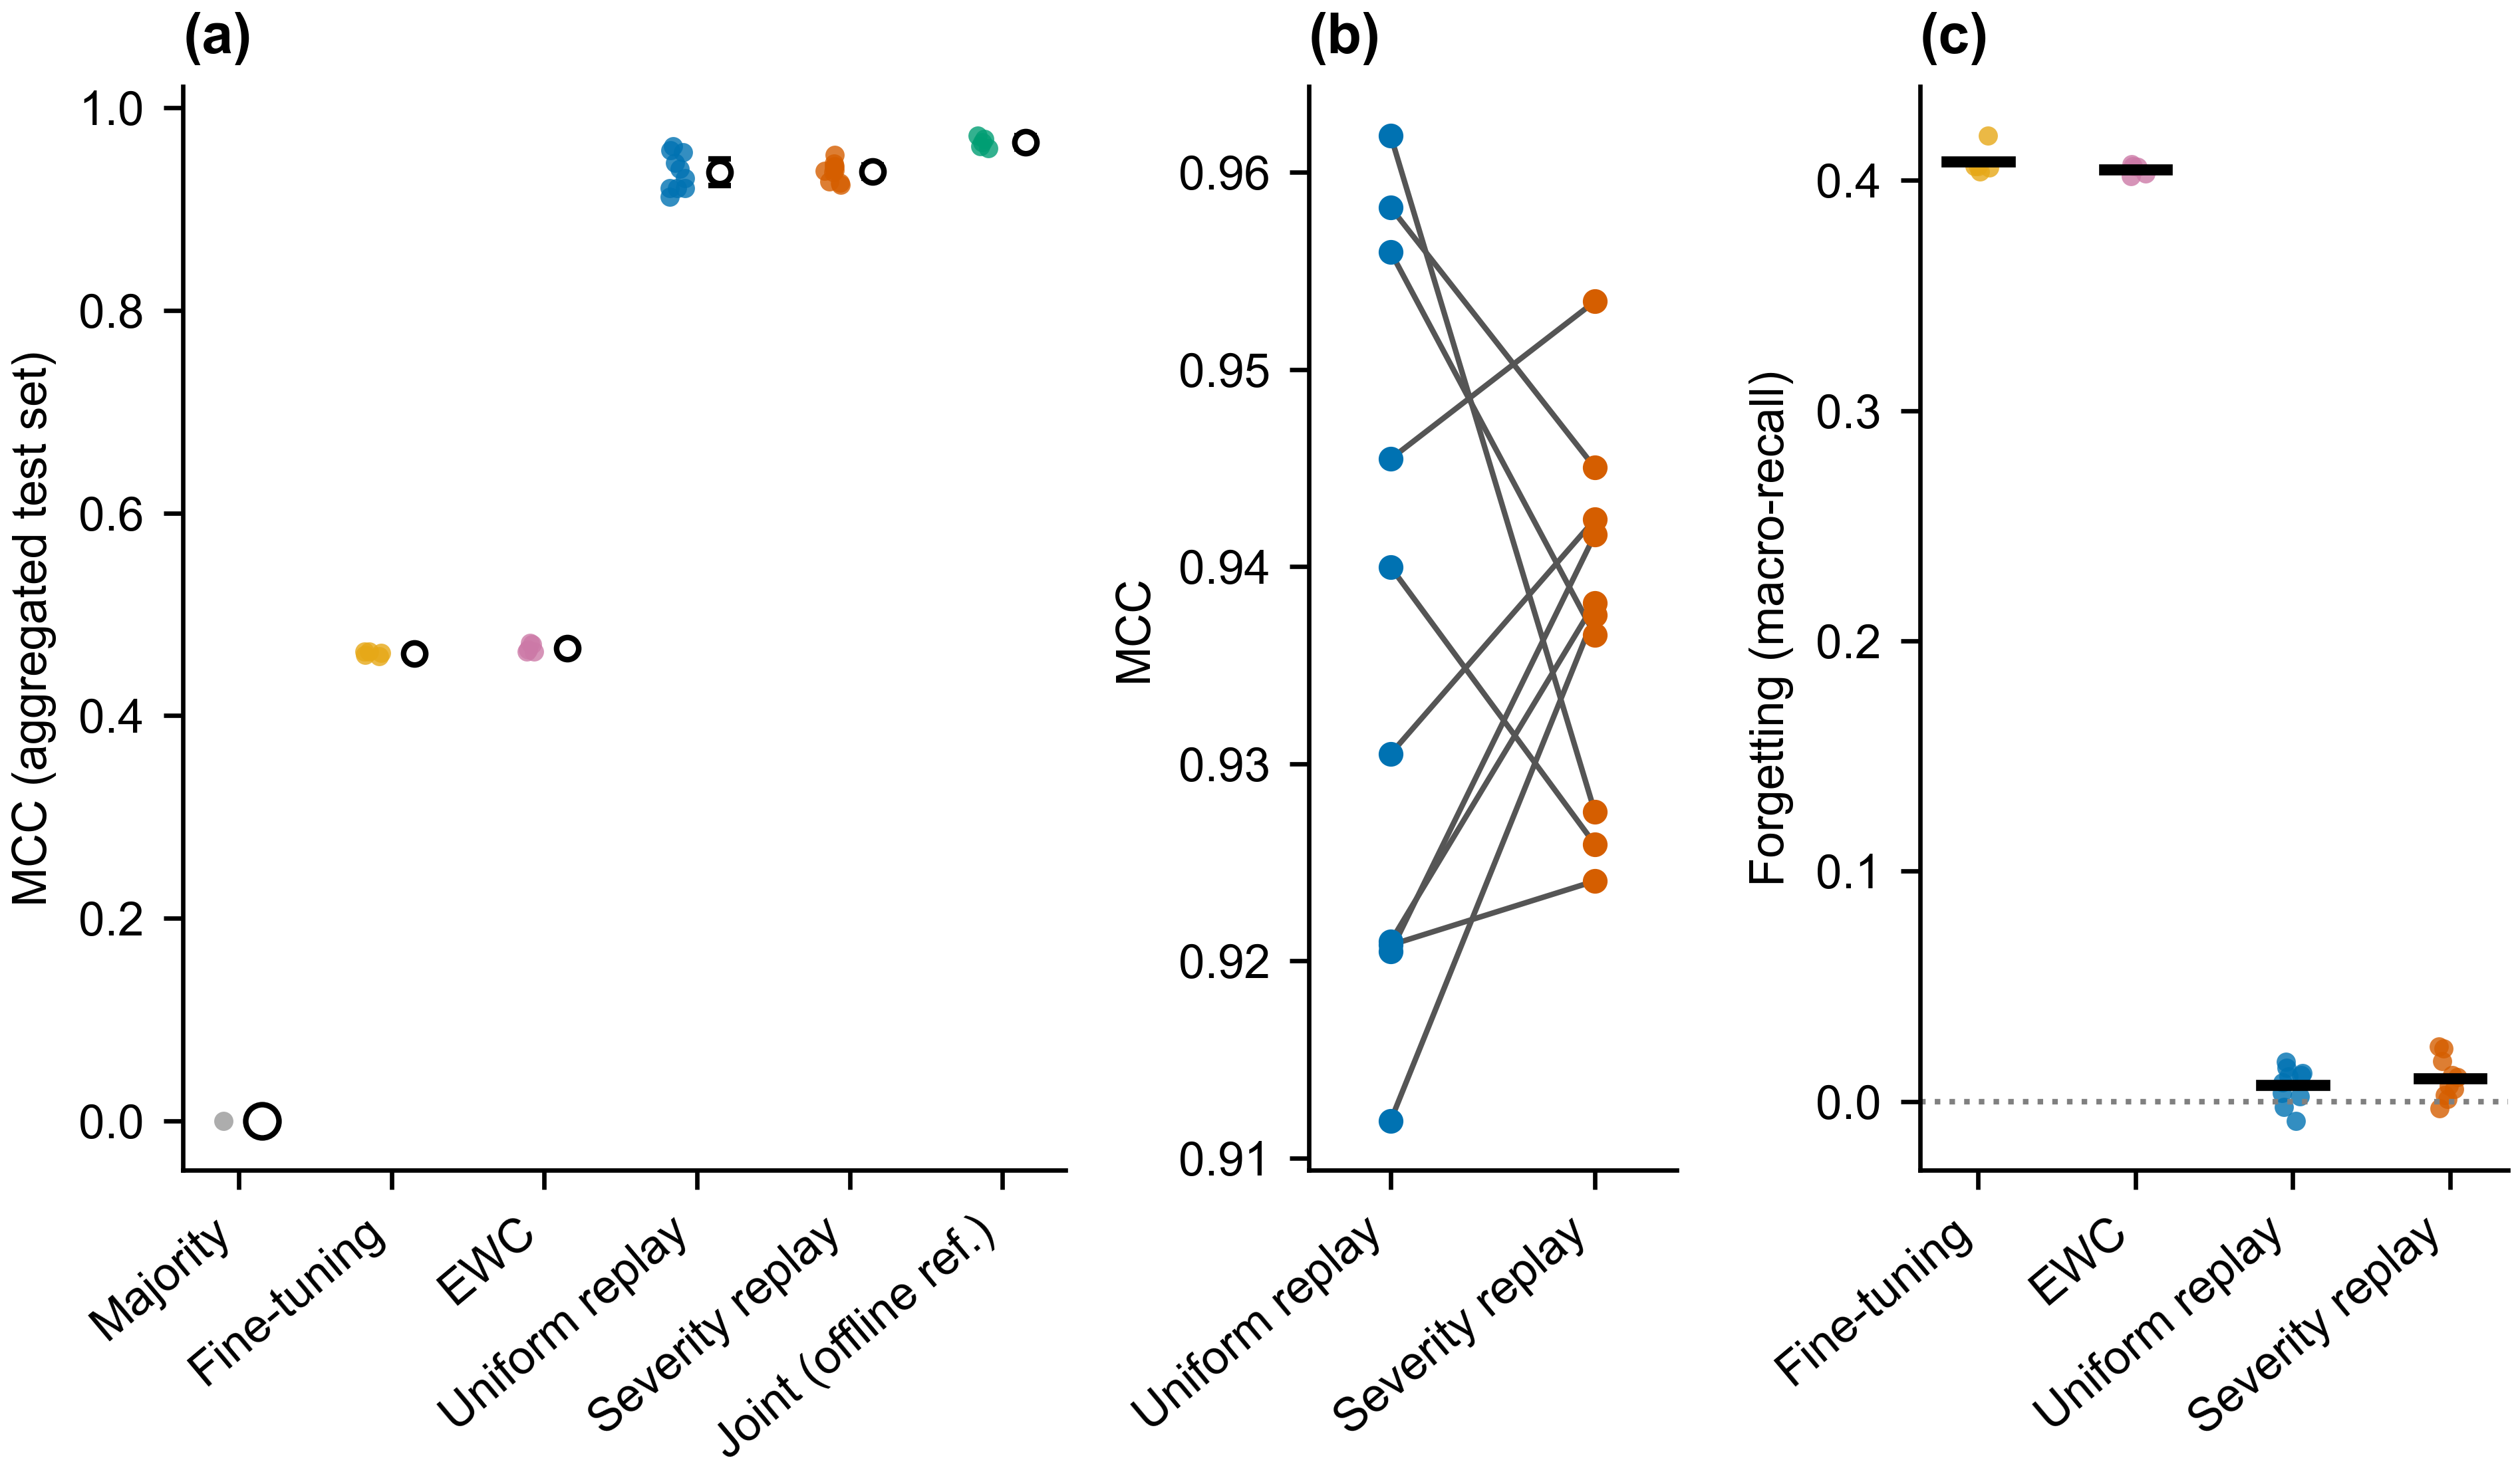 (a)
MCC (aggregated test set)
1.0
0.8
0.6
0.4
0.2
0.0
Majority
Fine-tuning
EWC
Uniform replay
Severity replay
Joint (offline ref.)
(b)
MCC
0.96
0.95
0.94
0.93
0.92
0.91
Uniform replay
Severity replay
(c)
Forgetting (macro-recall)
0.4
0.3
0.2
0.1
0.0
Fine-tuning
EWC
Uniform replay
Severity replay